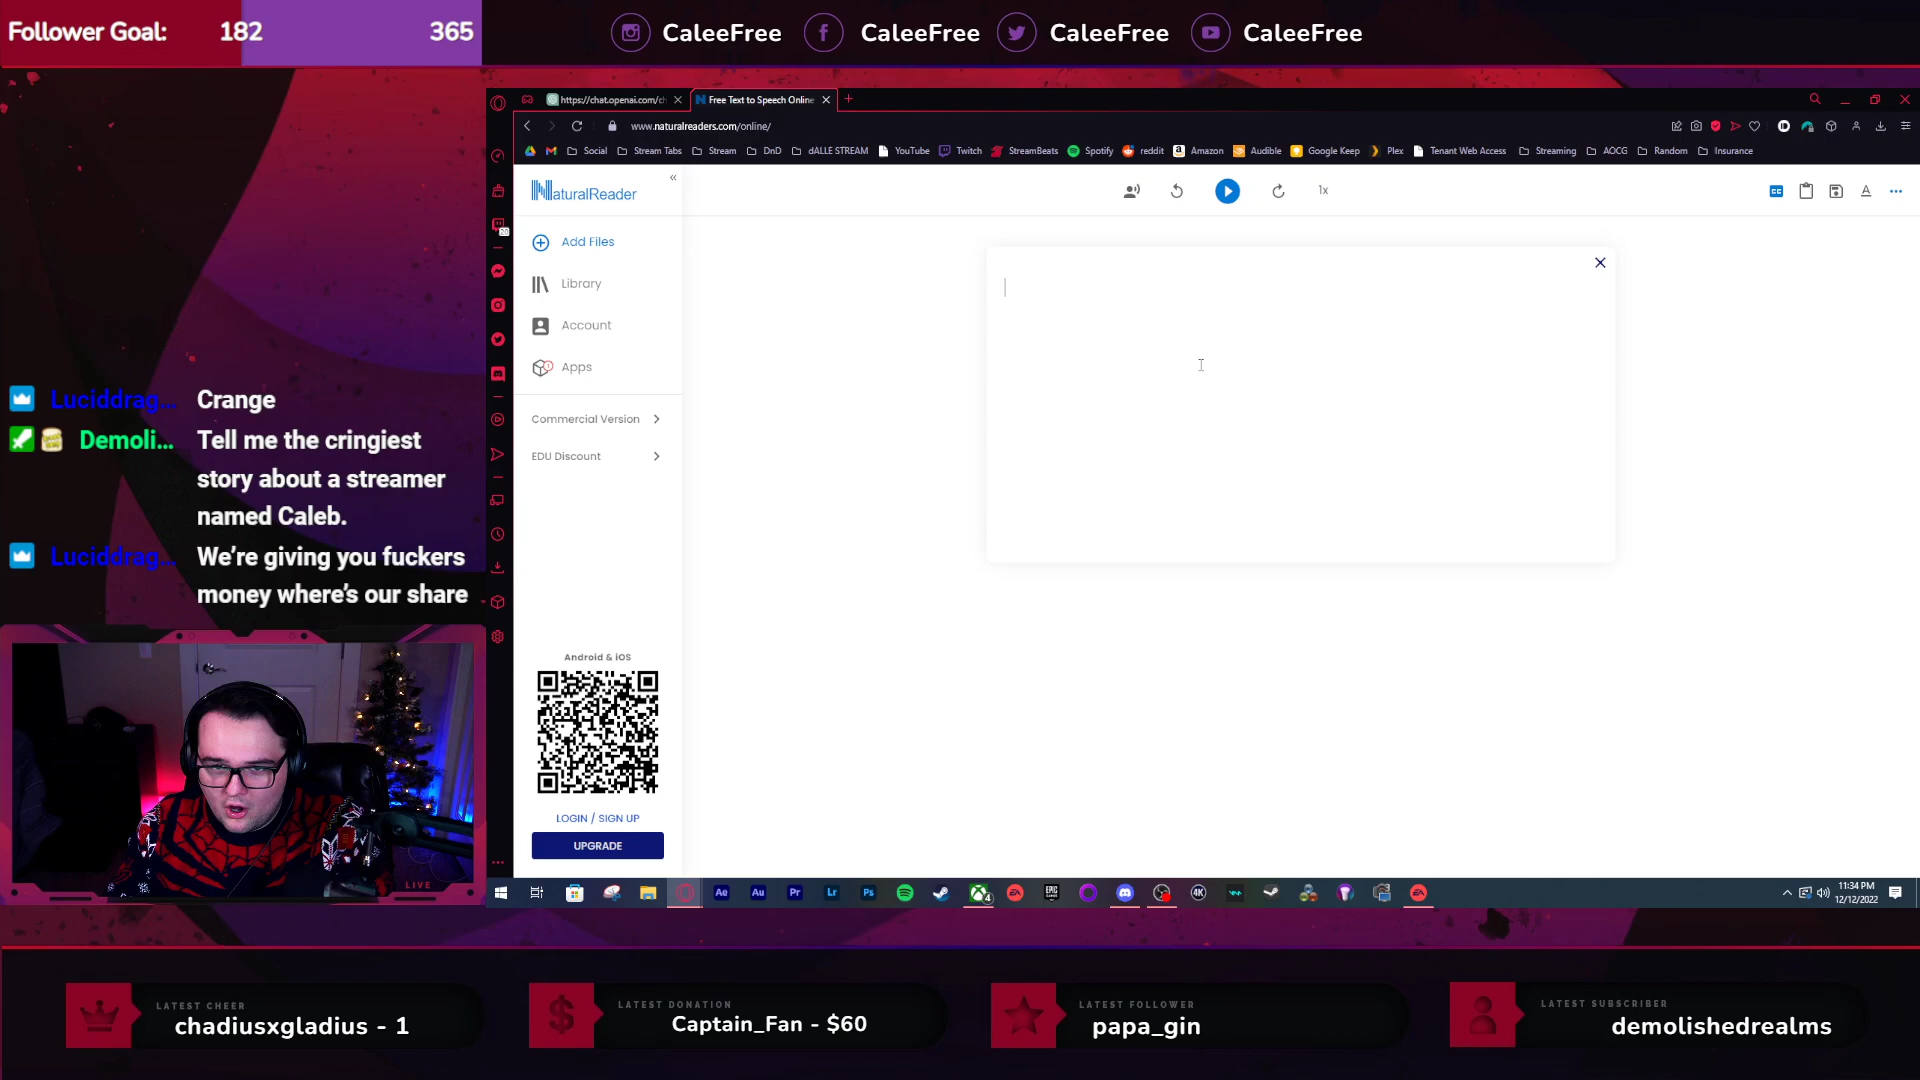 Follower Goal: 182 365
CaleeFree CaleeFree CaleeFree CaleeFree
https://chat.openai.com/ch Free Text to Speech Online
www.naturalreaders.com/online/
Social Stream Tabs Stream DnD dALLE STREAM YouTube Twitch StreamBeats Spotify reddit Amazon Audible Google Keep Plex Tenant Web Access Streaming AOCG Random Insurance
NaturalReader
1x
Add Files
Library
Account
Apps
Commercial Version
EDU Discount
Luciddrag... Crange
Demoli... Tell me the cringiest
story about a streamer
named Caleb.
Luciddrag... We're giving you fuckers
money where's our share
Android & iOS
LOGIN / SIGN UP
UPGRADE
LIVE
11:34 PM
12/12/2022
LATEST CHEER
chadiusxgladius - 1
LATEST DONATION
Captain_Fan - $60
LATEST FOLLOWER
papa_gin
LATEST SUBSCRIBER
demolishedrealms